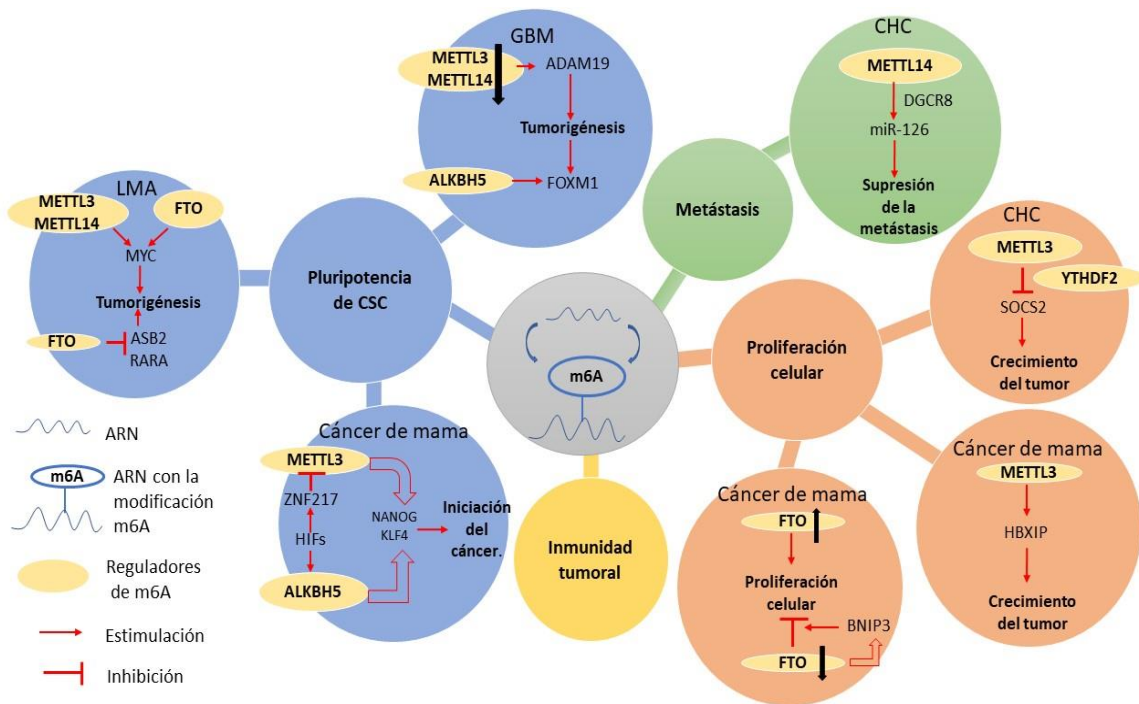 GBM
METTL3
METTL14
ADAM19
Tumorigénesis
ALKBH5
FOXM1
CHC
METTL14
DGCR8
miR-126
Supresión
de la
metástasis
Metástasis
LMA
METTL3
METTL14
FTO
MYC
Tumorigénesis
FTO
ASB2
RARA
Pluripotencia
de CSC
m6A
Proliferación
celular
CHC
METTL3
YTHDF2
SOCS2
Crecimiento
del tumor
Cáncer de mama
METTL3
ZNF217
HIFs
ALKBH5
NANOG
KLF4
Iniciación
del
cáncer.
Inmunidad
tumoral
Cáncer de mama
FTO
Proliferación
celular
BNIP3
FTO
Cáncer de mama
METTL3
HBXIP
Crecimiento
del tumor
ARN
m6A
ARN con la
modificación
m6A
Reguladores
de m6A
Estimulación
Inhibición